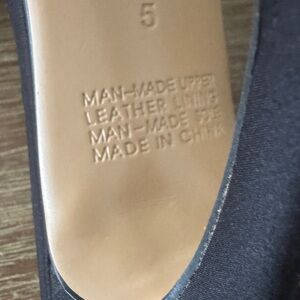 5
MAN-MADE UPPER
LEATHER LINING
MAN-MADE SOLE
MADE IN CHINA